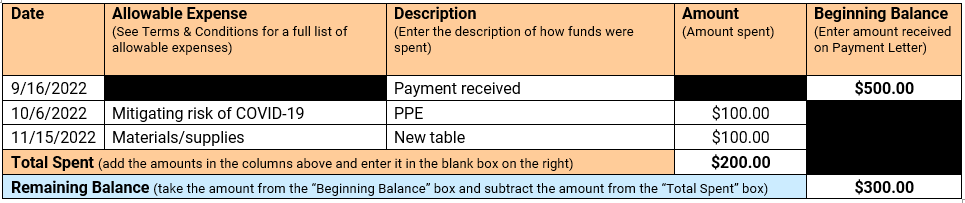 Date Allowable Expense Description Amount Beginning Balance
(See Terms & Conditions for a full list of allowable expenses) (Enter the description of how funds were spent) (Amount spent) (Enter amount received on Payment Letter)
9/16/2022 Payment received $500.00
10/6/2022 Mitigating risk of COVID-19 PPE $100.00
11/15/2022 Materials/supplies New table $100.00
Total Spent (add the amounts in the columns above and enter it in the blank box on the right) $200.00
Remaining Balance (take the amount from the “Beginning Balance” box and subtract the amount from the “Total Spent” box) $300.00